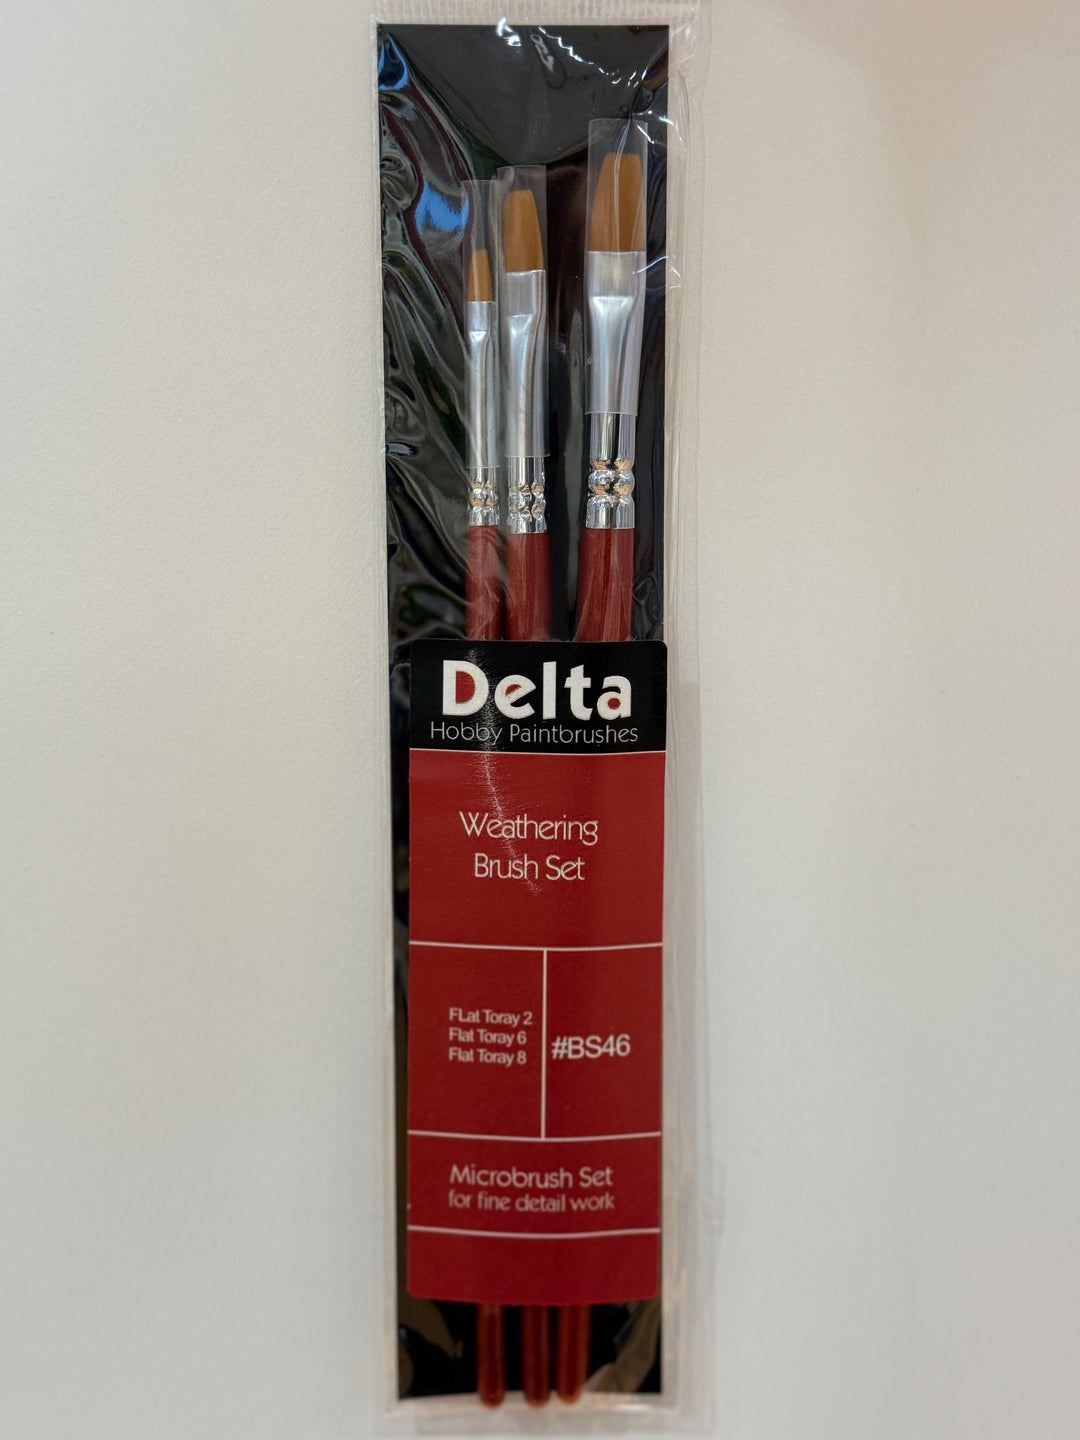 Delta
Hobby Paintbrushes
Weathering
Brush Set
FLat Toray 2
Flat Toray 6
Flat Toray 8
#BS46
Microbrush Set
for fine detail work